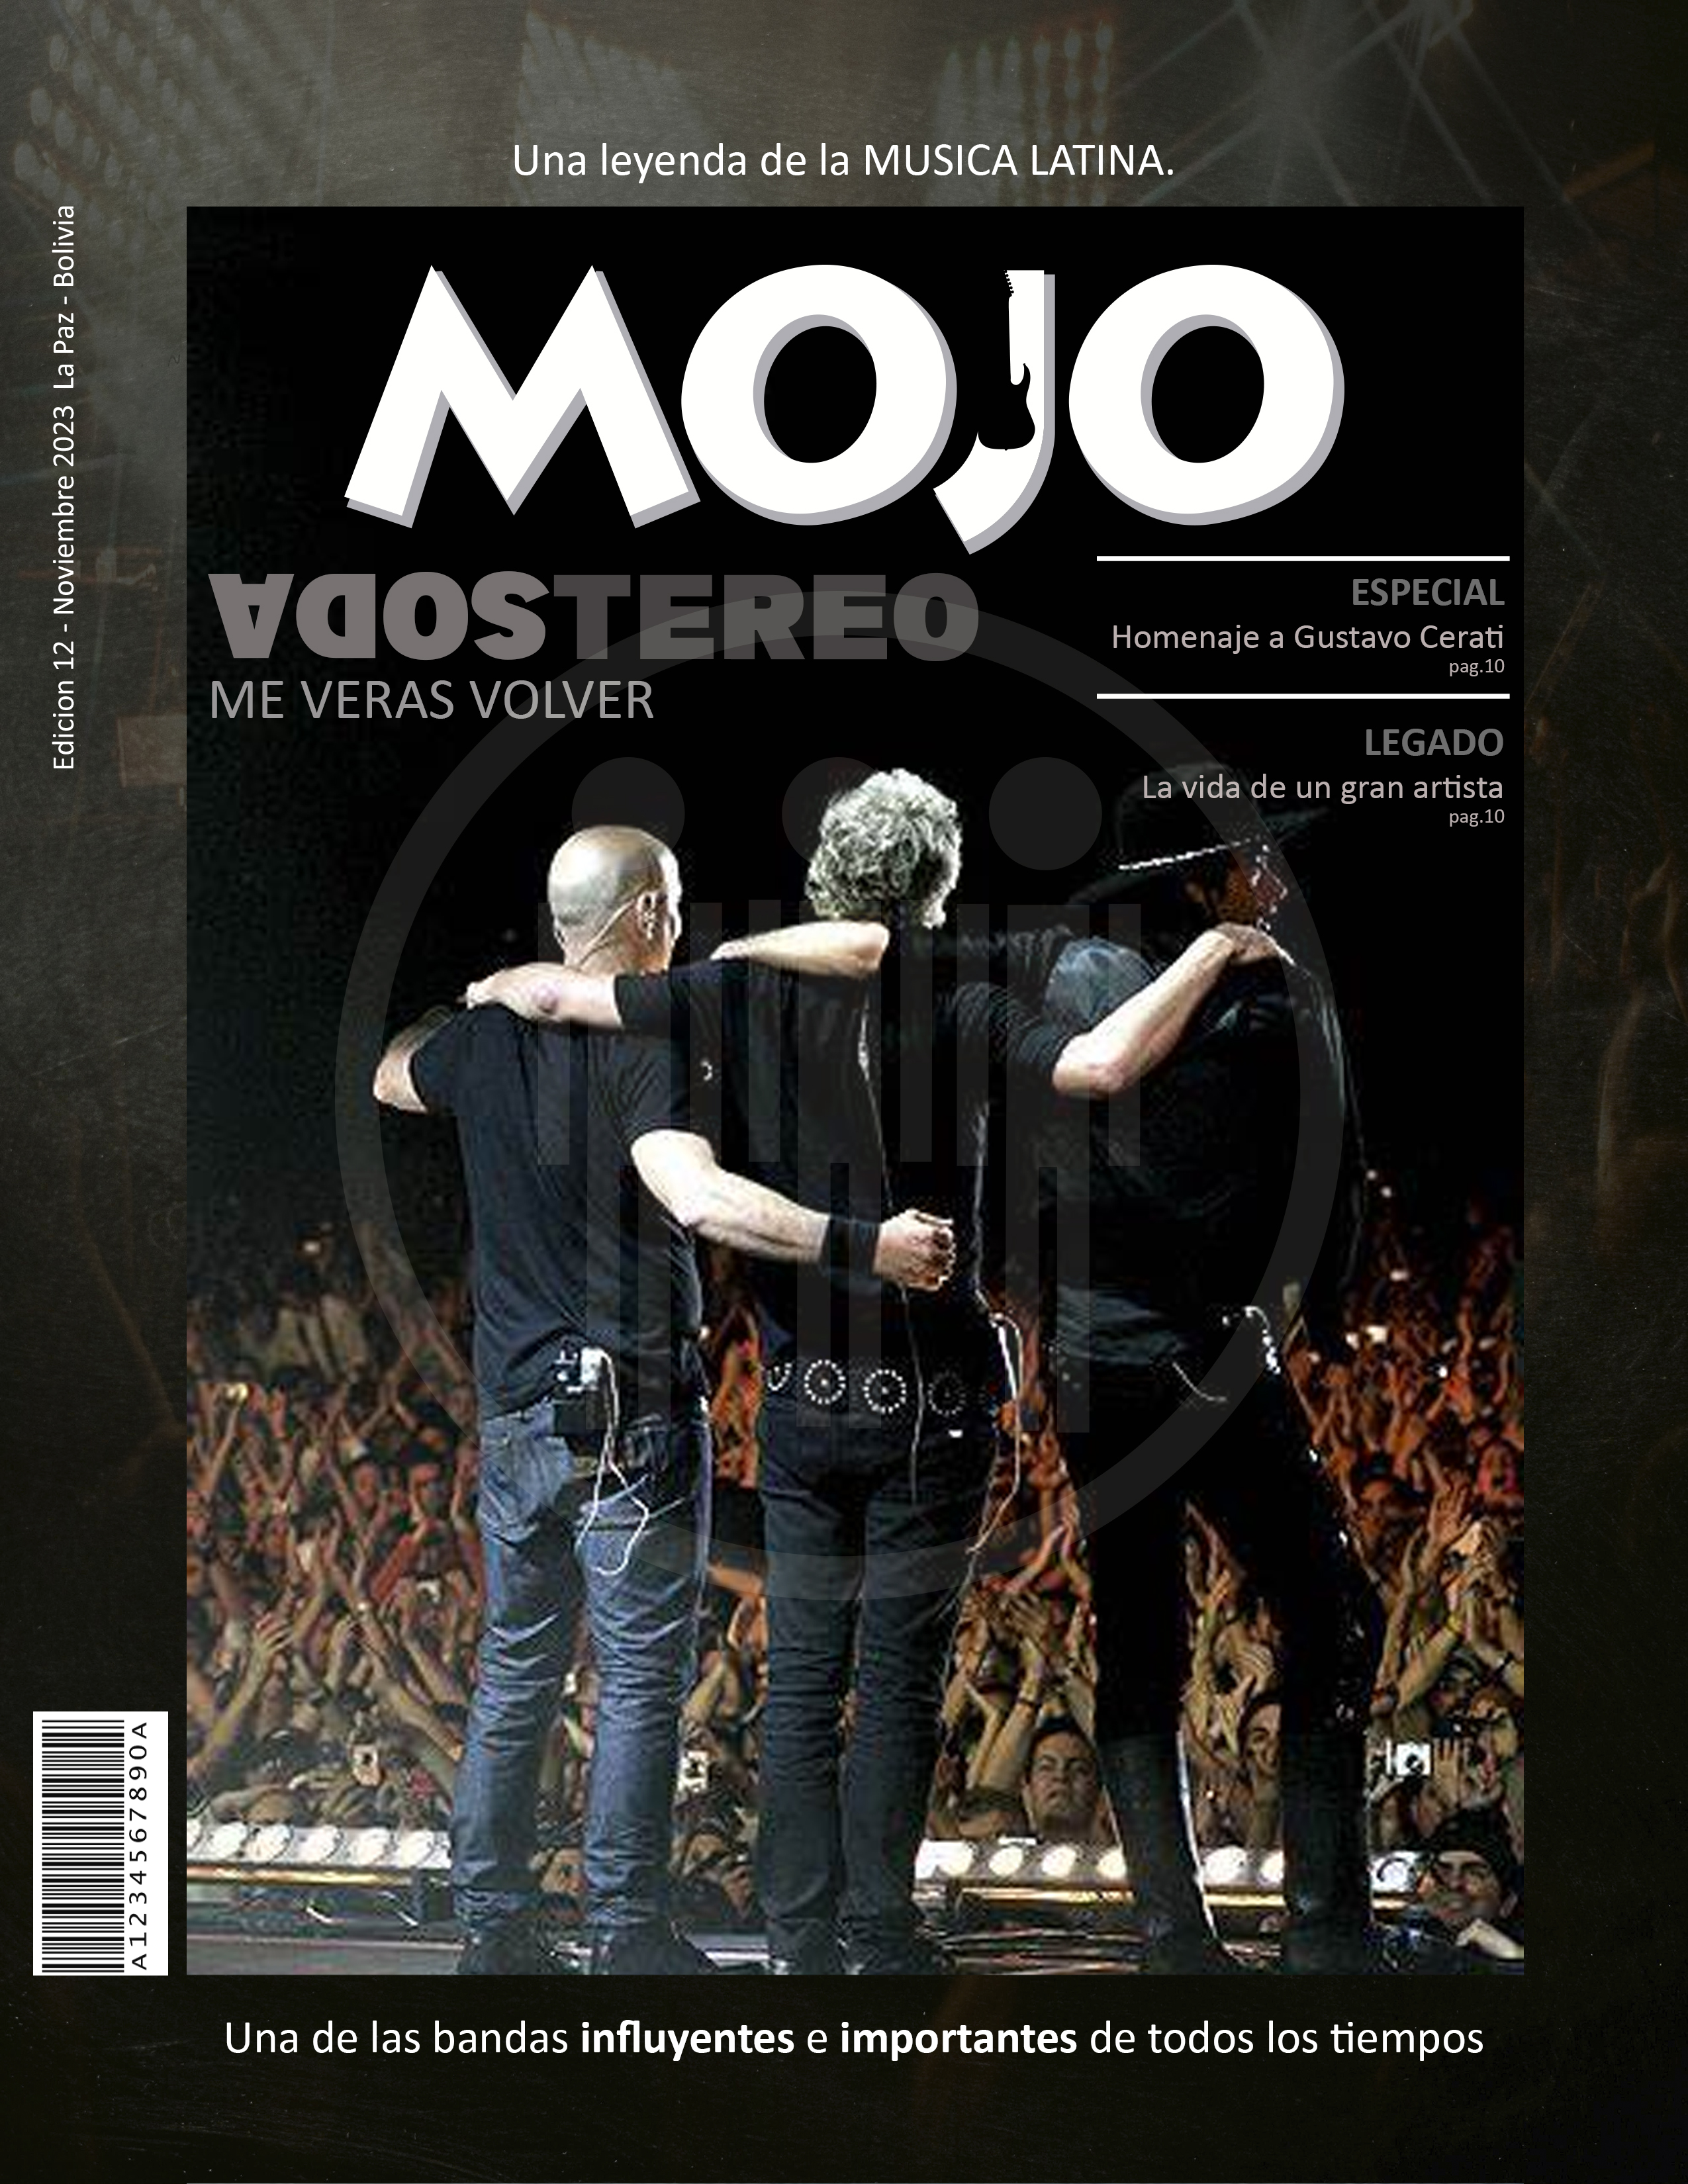 Una leyenda de la MUSICA LATINA.
Edicion 12 - Noviembre 2023 La Paz - Bolivia
MOJO
SODA STEREO
ME VERAS VOLVER
ESPECIAL
Homenaje a Gustavo Cerati
pag.10
LEGADO
La vida de un gran artista
pag.10
A1234567890A
Una de las bandas influyentes e importantes de todos los tiempos